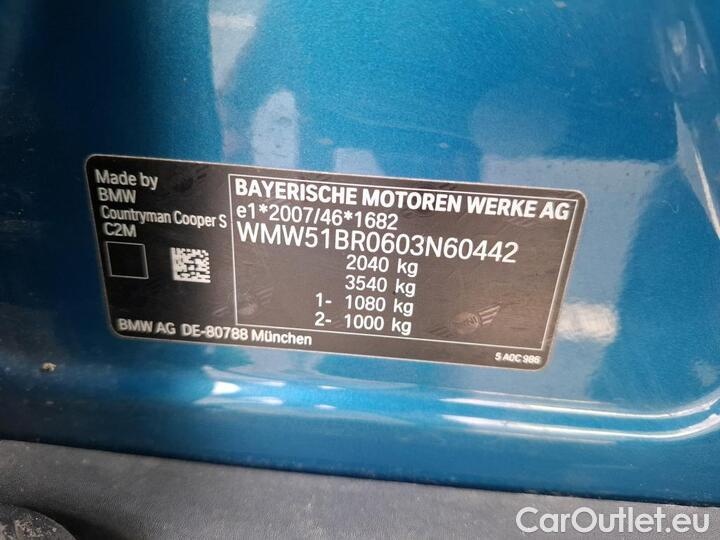 Made by
BMW
Countryman Cooper S
C2M
BMW AG DE-80788 München
BAYERISCHE MOTOREN WERKE AG
e1*2007/46*1682
WMW51BR0603N60442
2040 kg
3540 kg
1- 1080 kg
2- 1000 kg
5 A0C 986
CarOutlet.eu